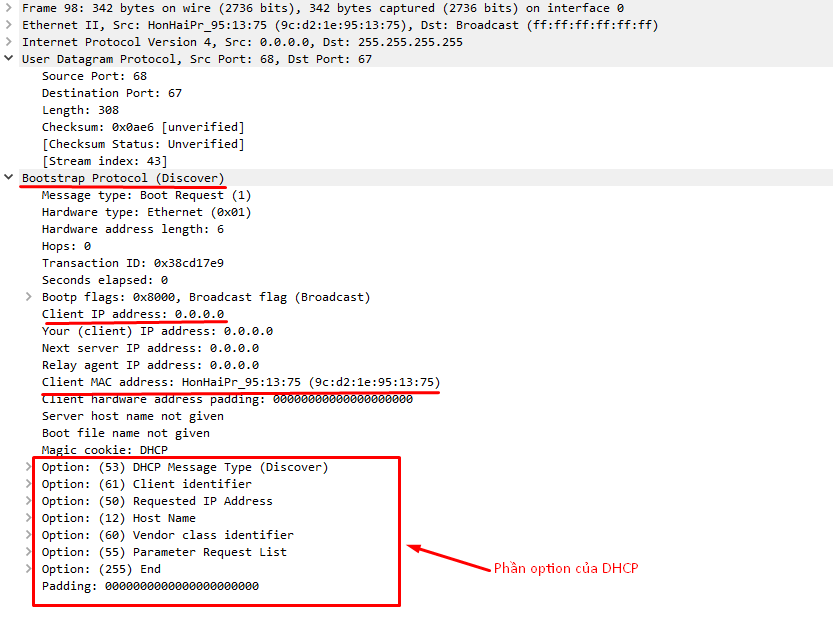 Frame 98: 342 bytes on wire (2736 bits), 342 bytes captured (2736 bits) on interface 0
Ethernet II, Src: HonHaiPr_95:13:75 (9c:d2:1e:95:13:75), Dst: Broadcast (ff:ff:ff:ff:ff:ff)
Internet Protocol Version 4, Src: 0.0.0.0, Dst: 255.255.255.255
User Datagram Protocol, Src Port: 68, Dst Port: 67
Source Port: 68
Destination Port: 67
Length: 308
Checksum: 0x0ae6 [unverified]
[Checksum Status: Unverified]
[Stream index: 43]
Bootstrap Protocol (Discover)
Message type: Boot Request (1)
Hardware type: Ethernet (0x01)
Hardware address length: 6
Hops: 0
Transaction ID: 0x38cd17e9
Seconds elapsed: 0
Bootp flags: 0x8000, Broadcast flag (Broadcast)
Client IP address: 0.0.0.0
Your (client) IP address: 0.0.0.0
Next server IP address: 0.0.0.0
Relay agent IP address: 0.0.0.0
Client MAC address: HonHaiPr_95:13:75 (9c:d2:1e:95:13:75)
Client hardware address padding: 00000000000000000000
Server host name not given
Boot file name not given
Magic cookie: DHCP
Option: (53) DHCP Message Type (Discover)
Option: (61) Client identifier
Option: (50) Requested IP Address
Option: (12) Host Name
Option: (60) Vendor class identifier
Option: (55) Parameter Request List
Option: (255) End
Padding: 0000000000000000000000
Phần option của DHCP